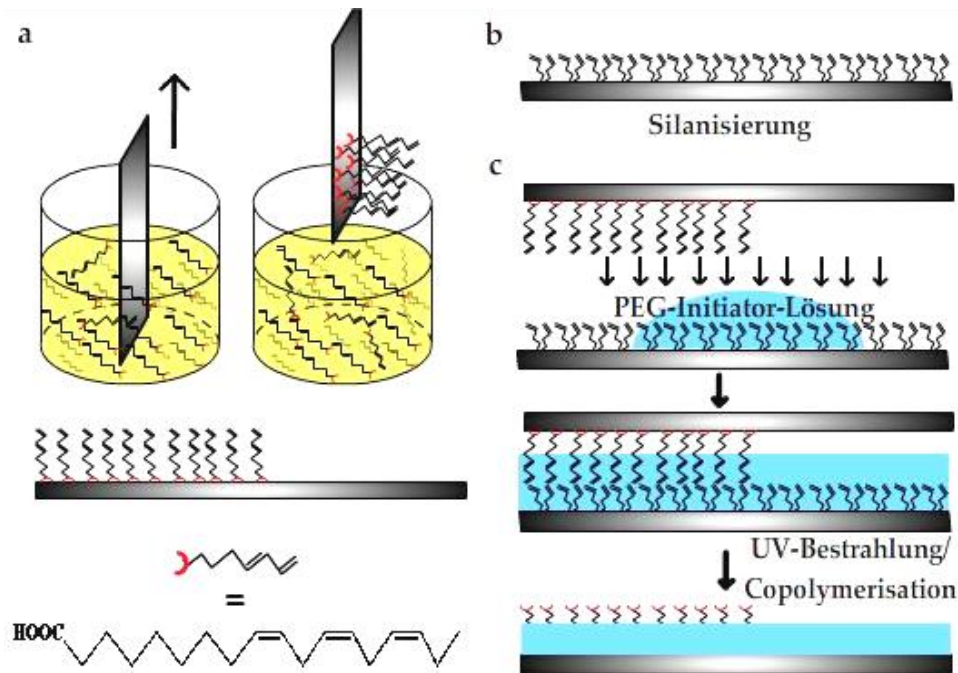 a
=
HOOC
b
Silanisierung
c
PEG-Initiator-Lösung
UV-Bestrahlung/
Copolymerisation